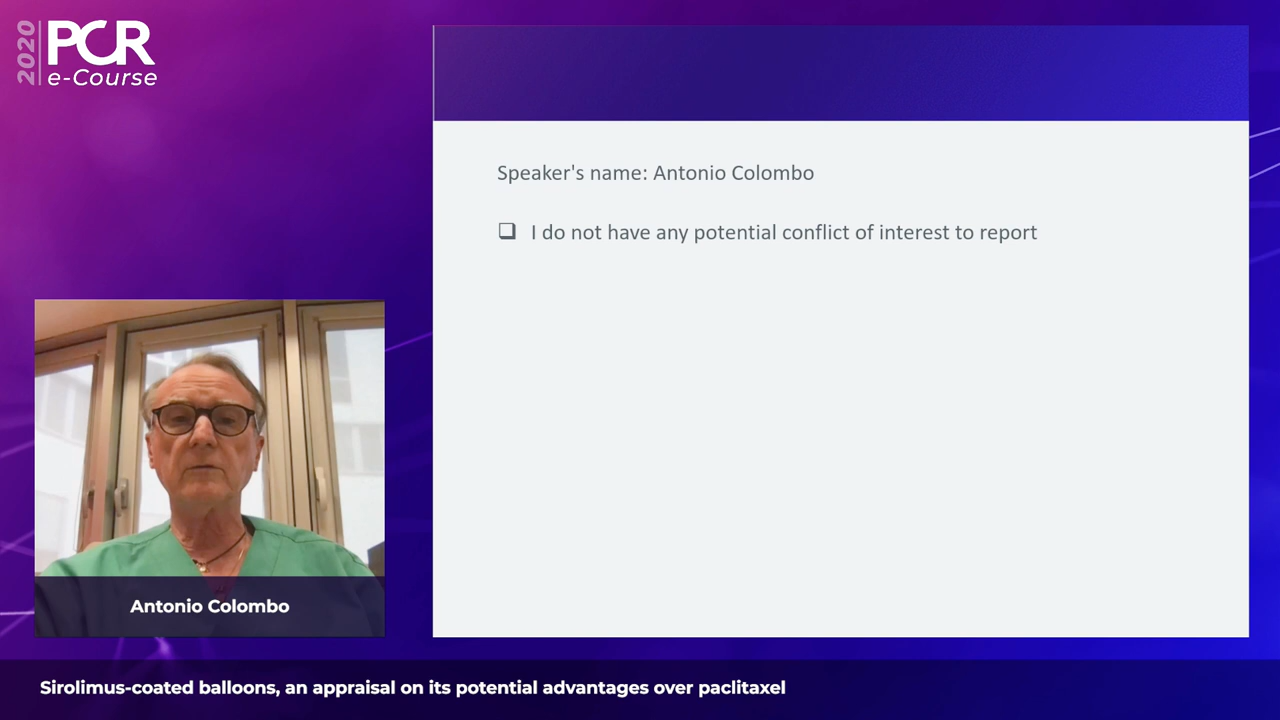 2020
PCR
e-Course
Speaker's name: Antonio Colombo
❑ I do not have any potential conflict of interest to report
Antonio Colombo
Sirolimus-coated balloons, an appraisal on its potential advantages over paclitaxel